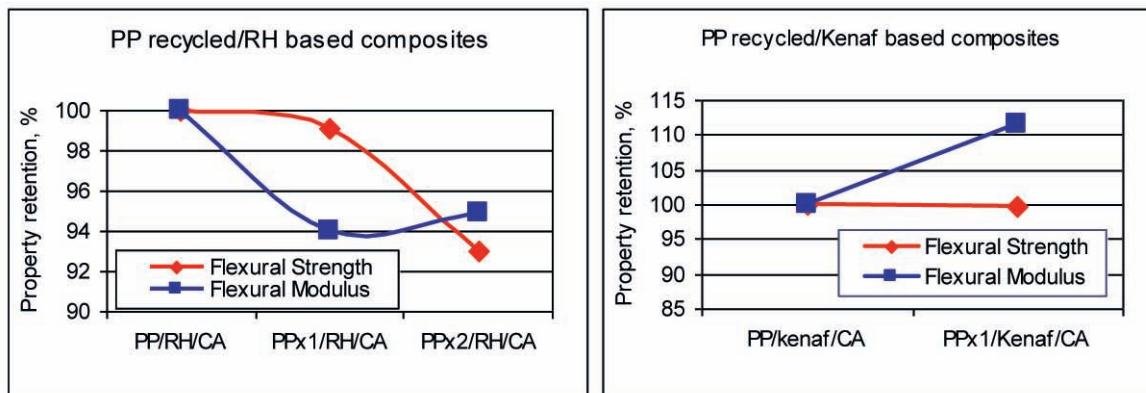 PP recycled/RH based composites
Property retention, %
100
98
96
94
92
90
Flexural Strength
Flexural Modulus
PP/RH/CA
PPx1/RH/CA
PPx2/RH/CA
PP recycled/Kenaf based composites
Property retention, %
115
110
105
100
95
90
85
Flexural Strength
Flexural Modulus
PP/kenaf/CA
PPx1/Kenaf/CA